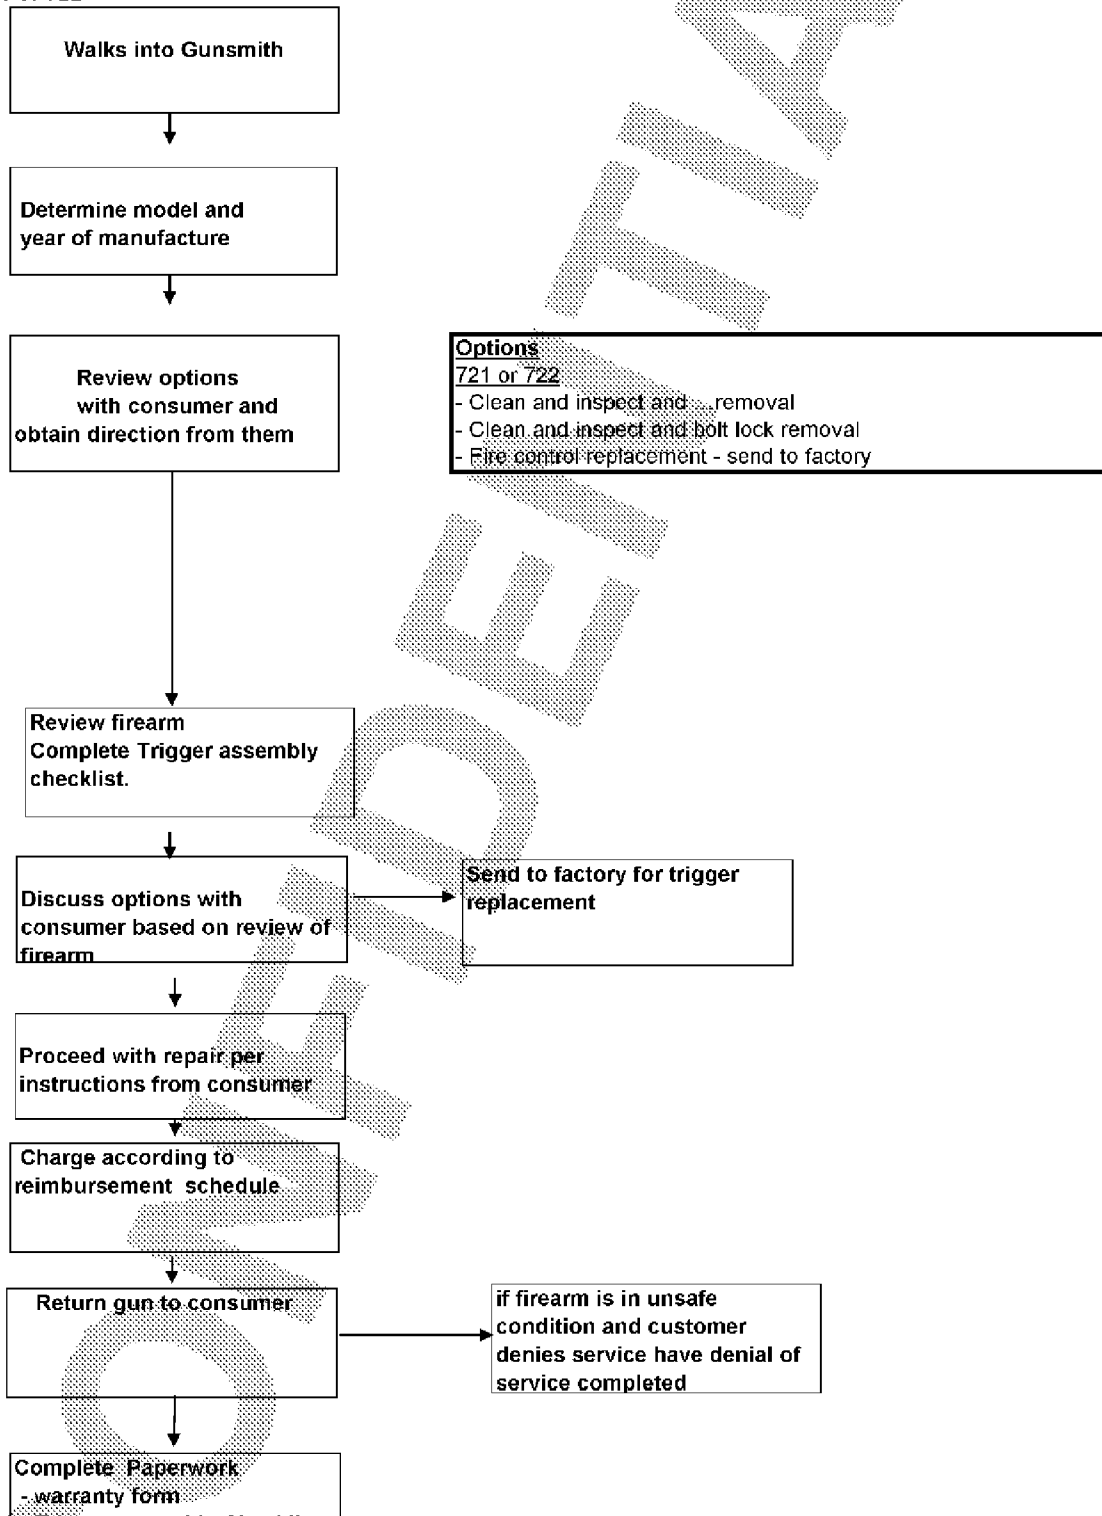 Walks into Gunsmith
Determine model and
year of manufacture
Review options
with consumer and
obtain direction from them
Options
721 or 722
- Clean and inspect and ...removal
- Clean and inspect and bolt lock removal
- Fire control replacement - send to factory
Review firearm
Complete Trigger assembly
checklist.
Discuss options with
consumer based on review of
firearm
Send to factory for trigger
replacement
Proceed with repair per
instructions from consumer
Charge according to
reimbursement schedule
Return gun to consumer
if firearm is in unsafe
condition and customer
denies service have denial of
service completed
Complete Paperwork
- warranty form